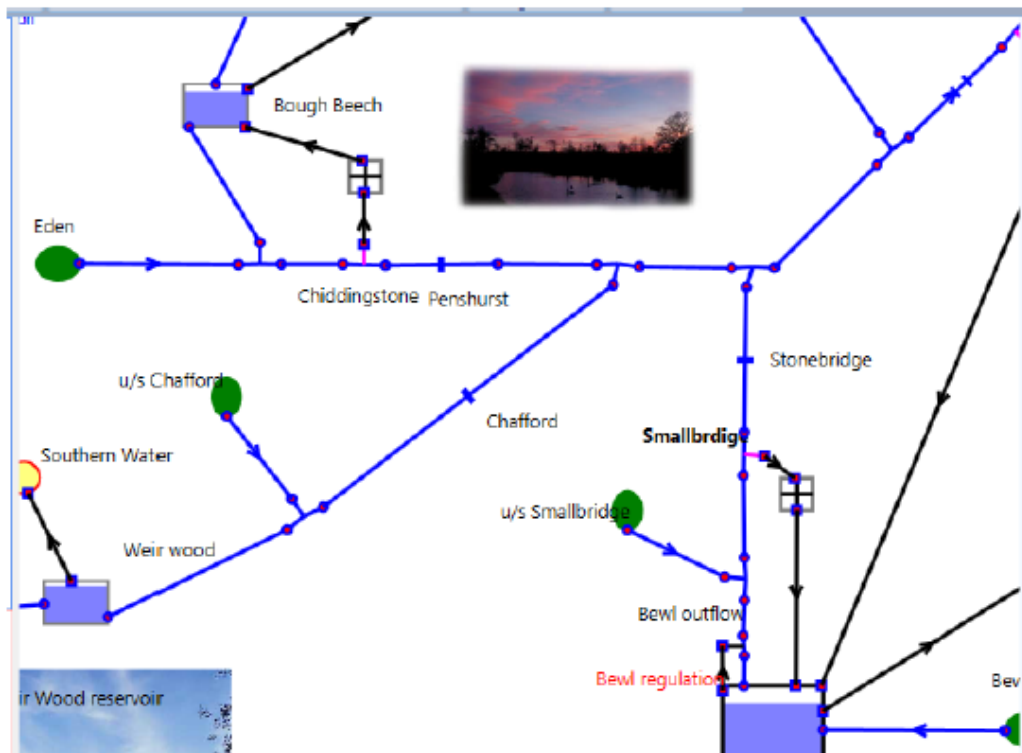 Bough Beech
Eden
Chiddingstone
Penshurst
Stonebridge
u/s Chafford
Chafford
Smallbrdige
Southern Water
u/s Smallbridge
Weir wood
Bewl outflow
Bewl regulation
Wood reservoir